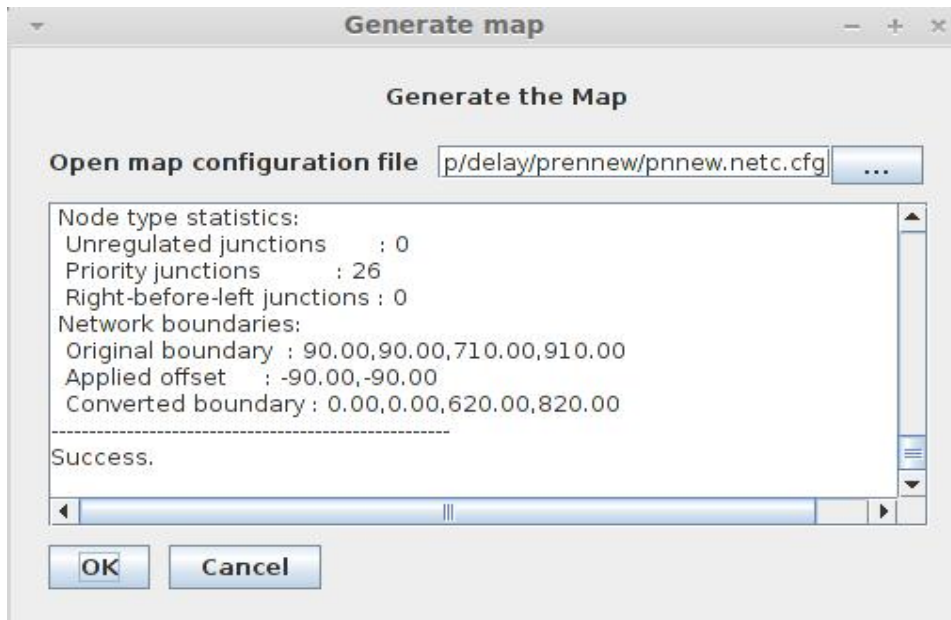 Generate map
Generate the Map
Open map configuration file p/delay/prennew/pnnew.netc.cfg ...
Node type statistics:
Unregulated junctions : 0
Priority junctions : 26
Right-before-left junctions : 0
Network boundaries:
Original boundary : 90.00,90.00,710.00,910.00
Applied offset : -90.00,-90.00
Converted boundary : 0.00,0.00,620.00,820.00
-----------------------------------------------------
Success.
OK Cancel